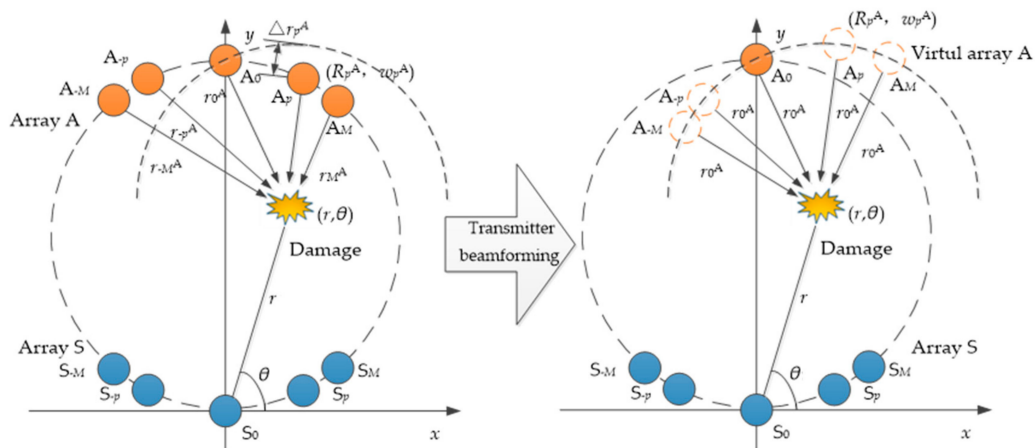 y
△rₚᴬ
A₋ₚ
A₀
(Rₚᴬ, wₚᴬ)
A₋M
r₀ᴬ
Aₚ
Array A
AM
r₋ₚᴬ
r₋Mᴬ
rMᴬ
(r,θ)
Damage
r
Array S
S₋M
SM
S₋ₚ
θ
Sₚ
S₀
x
Transmitter
beamforming
(Rₚᴬ, wₚᴬ)
y
Virtul array A
A₀
Aₚ
AM
A₋ₚ
r₀ᴬ
r₀ᴬ
r₀ᴬ
A₋M
r₀ᴬ
r₀ᴬ
(r,θ)
Damage
r
Array S
S₋M
SM
S₋ₚ
θ
Sₚ
S₀
x